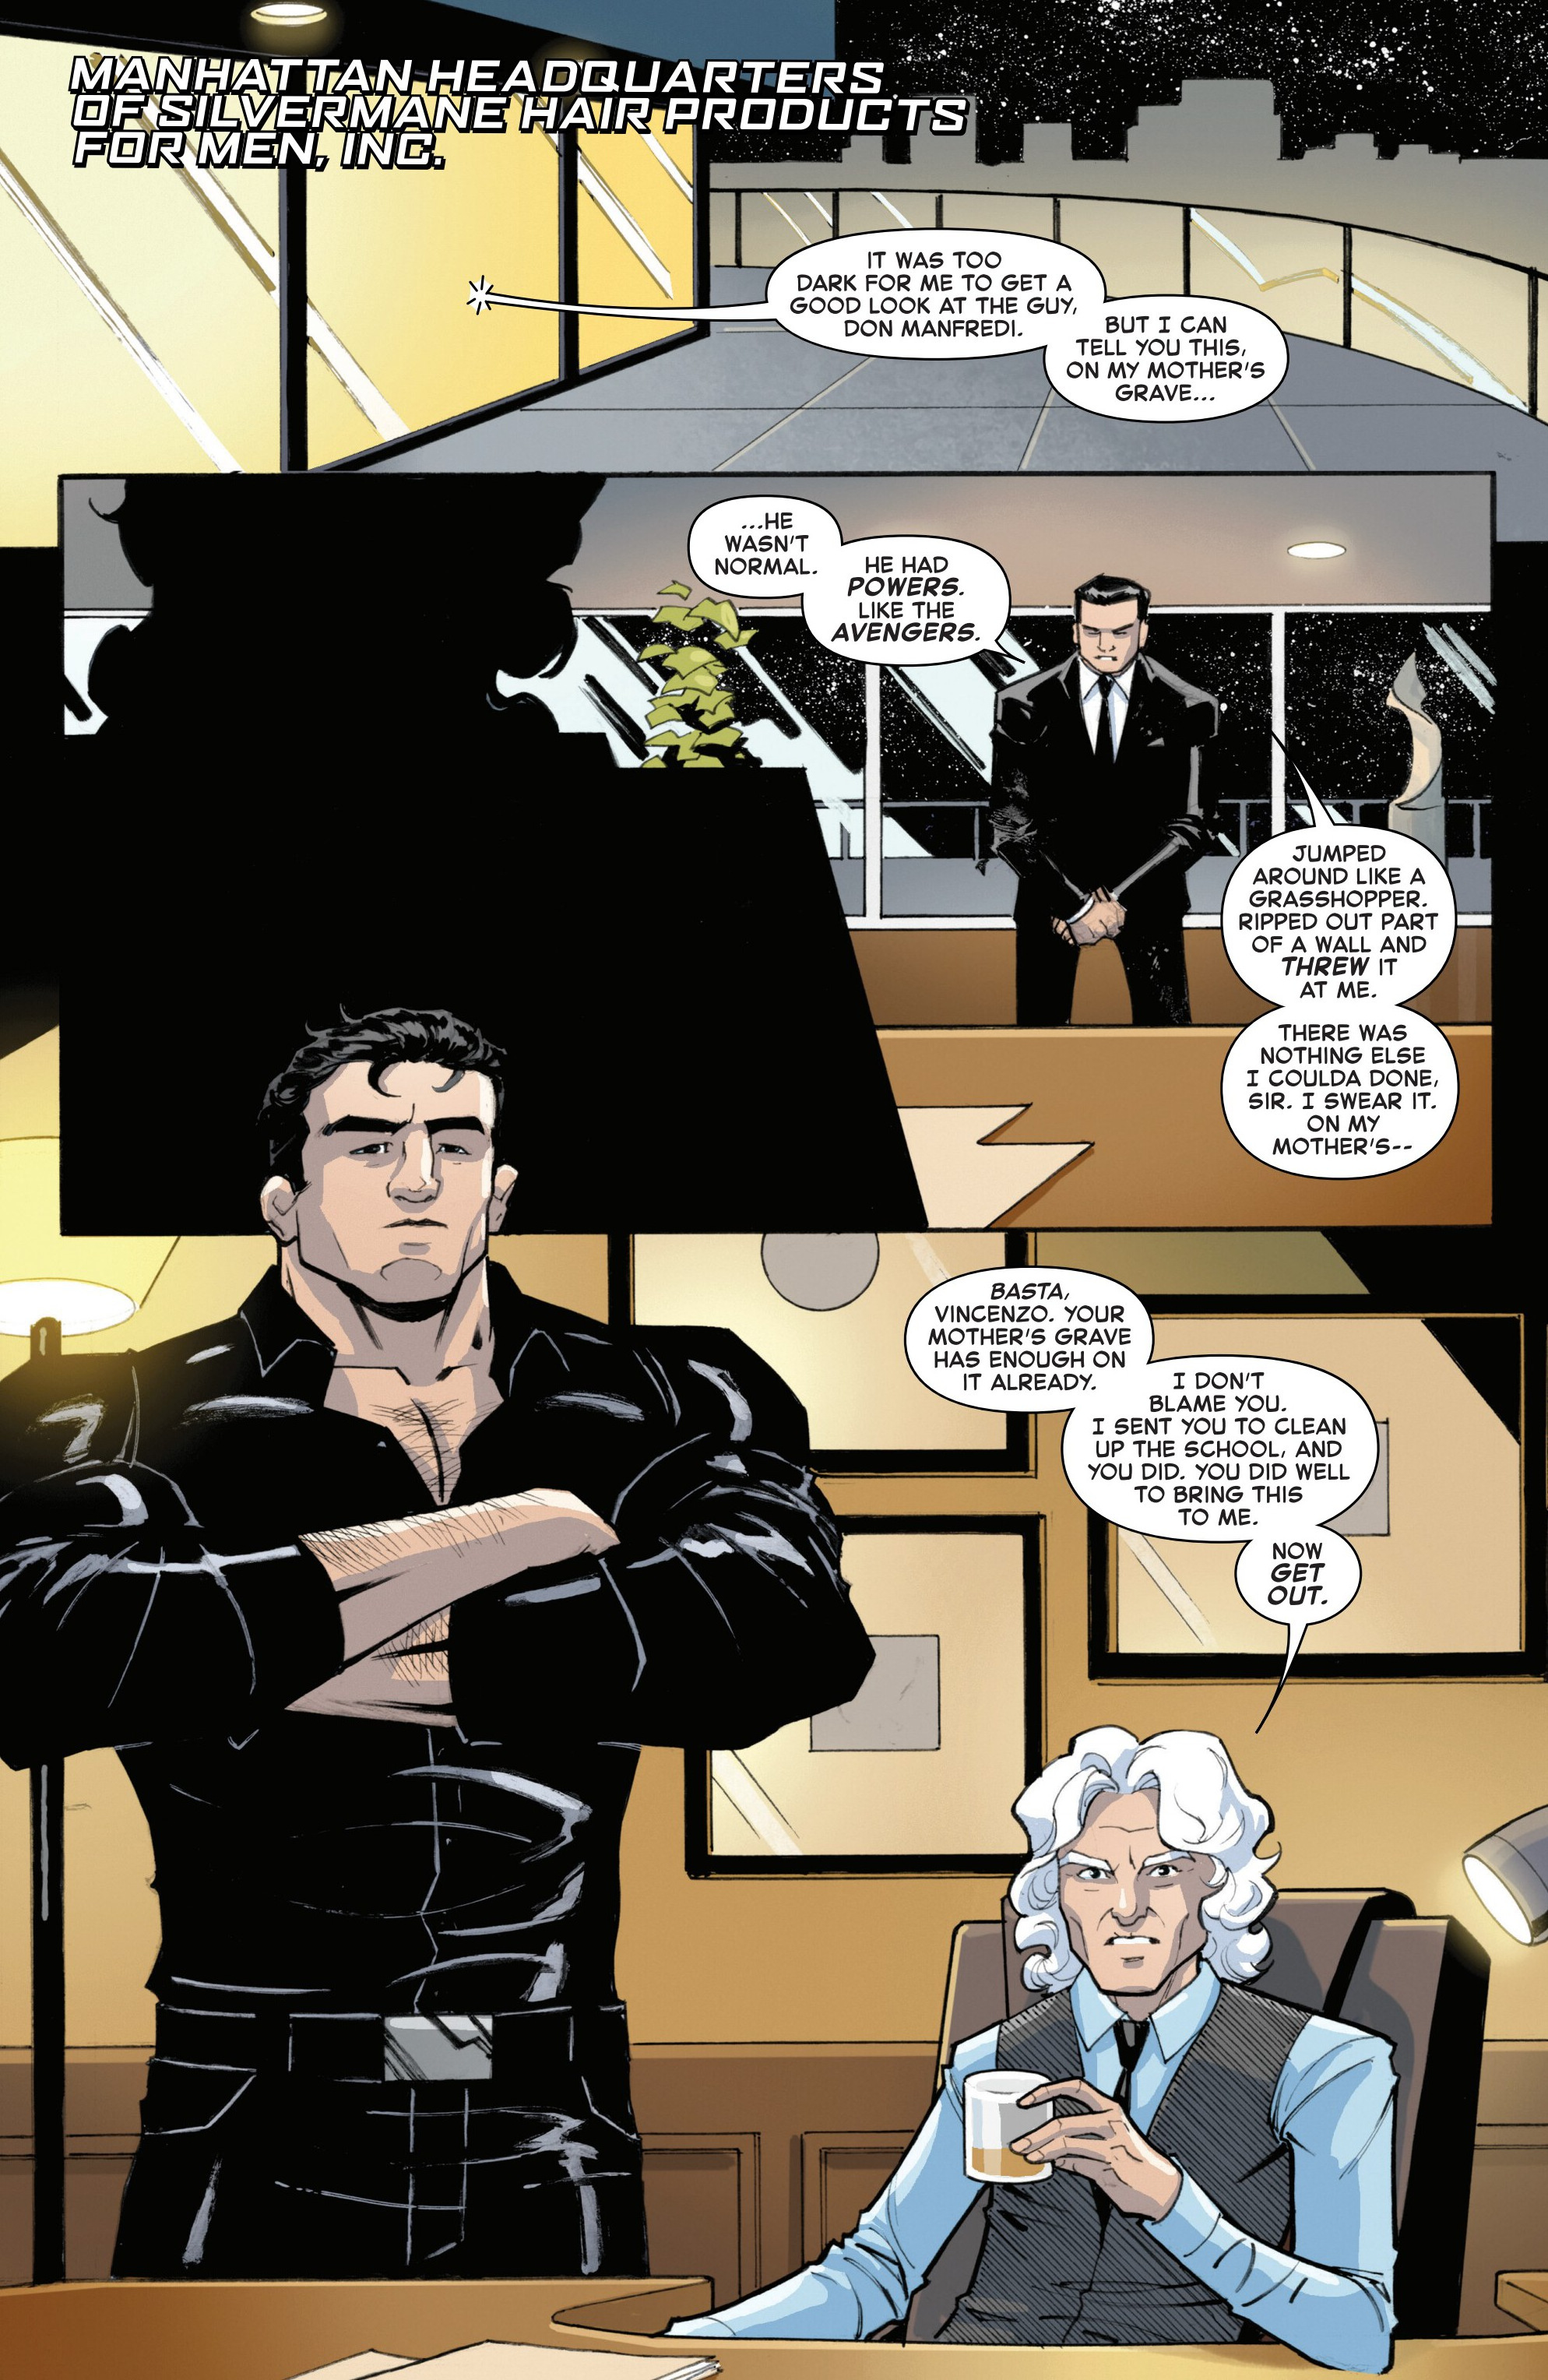 MANHATTAN HEADQUARTERS
OF SILVERMANE HAIR PRODUCTS
FOR MEN, INC.
IT WAS TOO
DARK FOR ME TO GET A
GOOD LOOK AT THE GUY,
DON MANFREDI.
BUT I CAN
TELL YOU THIS,
ON MY MOTHER'S
GRAVE...
...HE
WASN'T
NORMAL.
HE HAD
POWERS.
LIKE THE
AVENGERS.
JUMPED
AROUND LIKE A
GRASSHOPPER.
RIPPED OUT PART
OF A WALL AND
THREW IT
AT ME.
THERE WAS
NOTHING ELSE
I COULDA DONE,
SIR. I SWEAR IT.
ON MY
MOTHER'S--
BASTA,
VINCENZO. YOUR
MOTHER'S GRAVE
HAS ENOUGH ON
IT ALREADY.
I DON'T
BLAME YOU.
I SENT YOU TO CLEAN
UP THE SCHOOL, AND
YOU DID. YOU DID WELL
TO BRING THIS
TO ME.
NOW
GET
OUT.